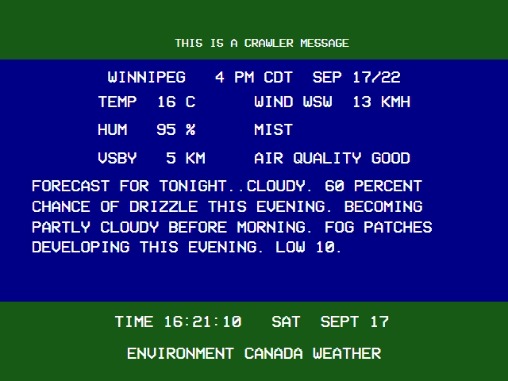 THIS IS A CRAWLER MESSAGE
WINNIPEG 4 PM CDT SEP 17/22
TEMP 16 C WIND WSW 13 KMH
HUM 95 % MIST
VSBY 5 KM AIR QUALITY GOOD
FORECAST FOR TONIGHT..CLOUDY. 60 PERCENT
CHANCE OF DRIZZLE THIS EVENING. BECOMING
PARTLY CLOUDY BEFORE MORNING. FOG PATCHES
DEVELOPING THIS EVENING. LOW 10.
TIME 16:21:10 SAT SEPT 17
ENVIRONMENT CANADA WEATHER